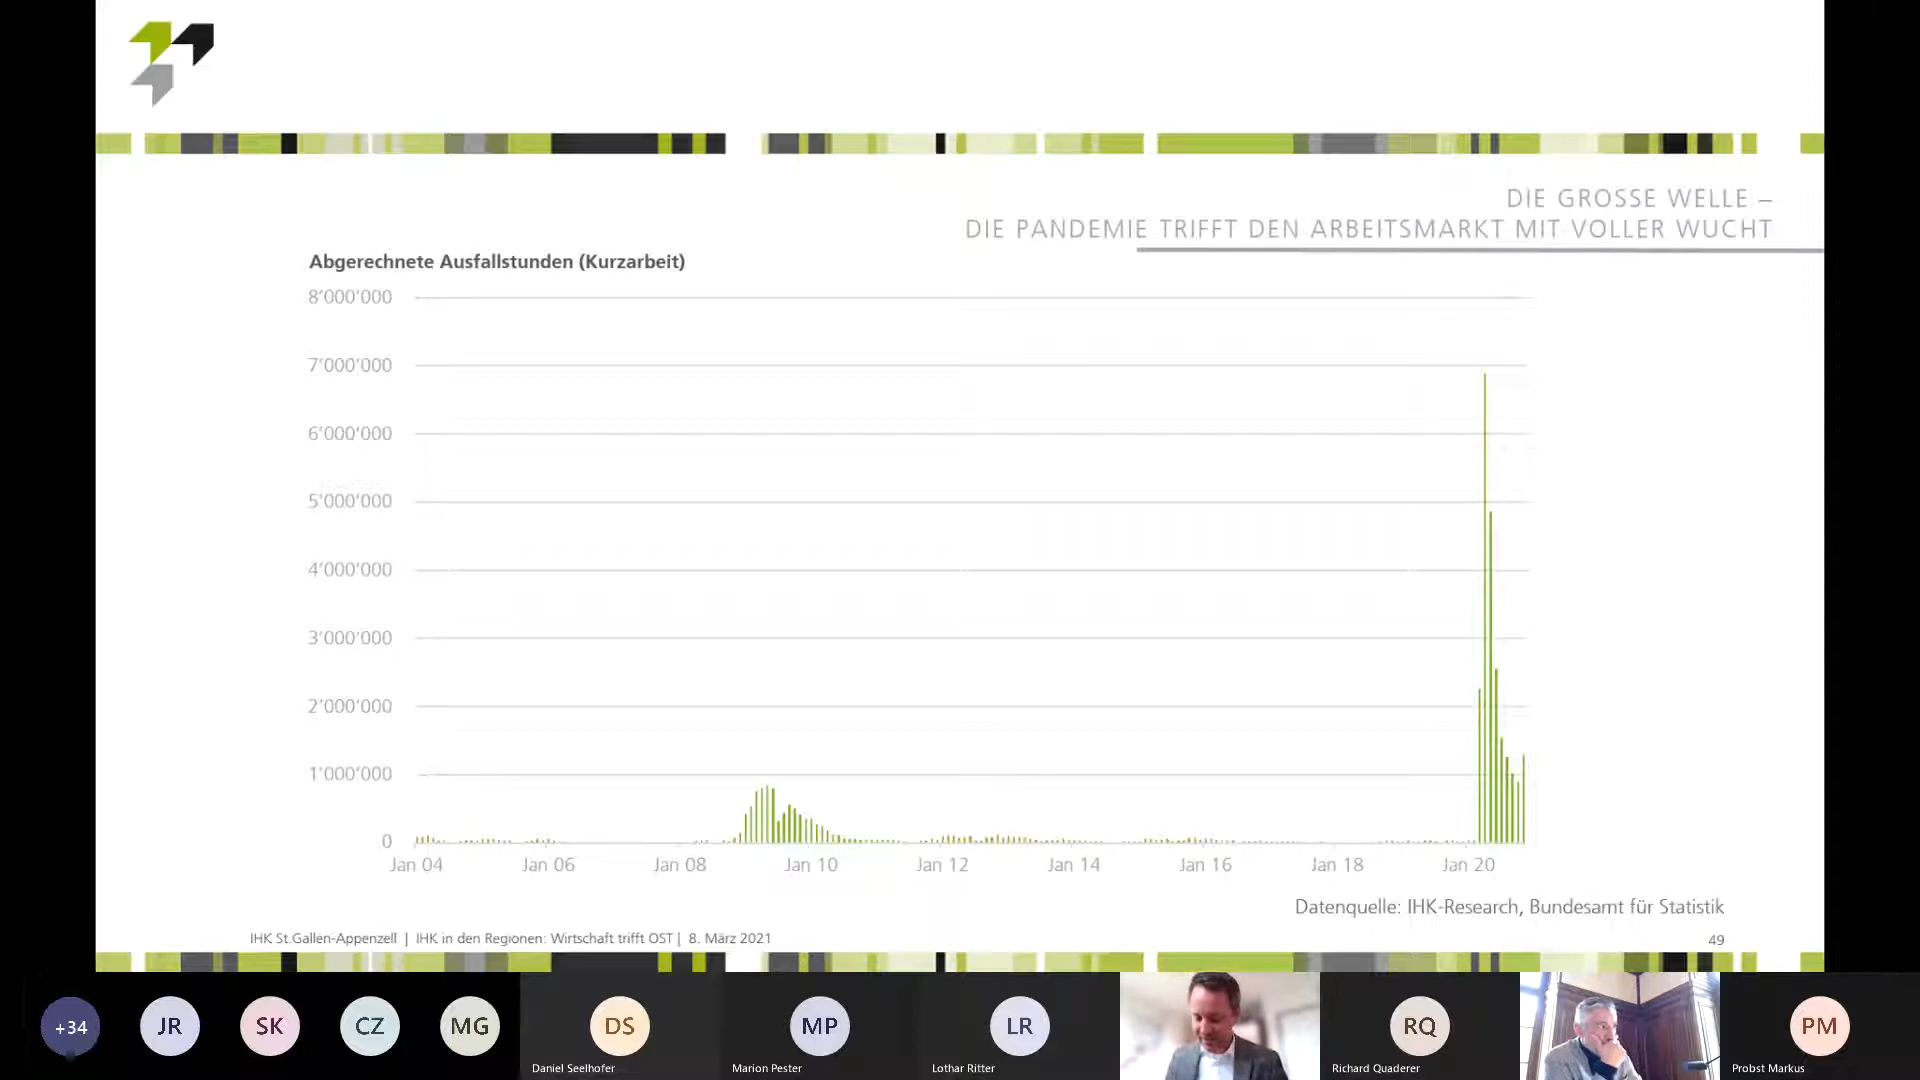 DIE GROSSE WELLE –
DIE PANDEMIE TRIFFT DEN ARBEITSMARKT MIT VOLLER WUCHT
Abgerechnete Ausfallstunden (Kurzarbeit)
8’000’000
7’000’000
6’000’000
5’000’000
4’000’000
3’000’000
2’000’000
1’000’000
0
Jan 04 Jan 06 Jan 08 Jan 10 Jan 12 Jan 14 Jan 16 Jan 18 Jan 20
Datenquelle: IHK-Research, Bundesamt für Statistik
IHK St.Gallen-Appenzell | IHK in den Regionen: Wirtschaft trifft OST | 8. März 2021
49
+34 JR SK CZ MG DS MP LR RQ PM
Daniel Seelhofer Marion Pester Lothar Ritter Richard Quaderer Probst Markus